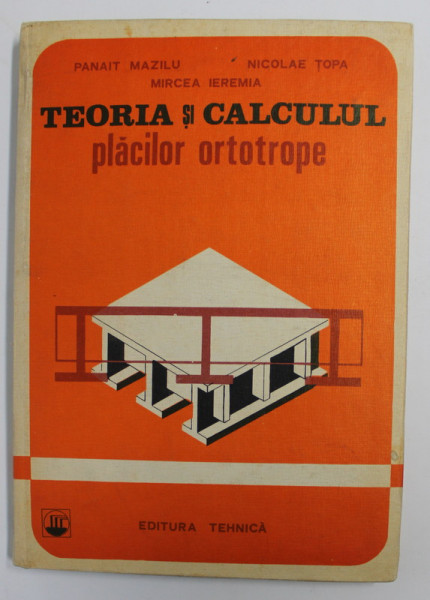 PANAIT MAZILU NICOLAE ȚOPA
MIRCEA IEREMIA
TEORIA ȘI CALCULUL
plăcilor ortotrope
EDITURA TEHNICĂ